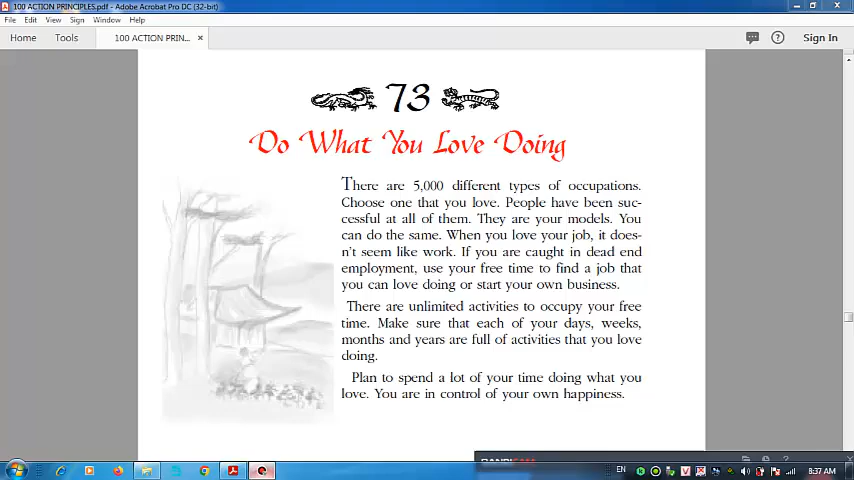 100 ACTION PRINCIPLES.pdf - Adobe Acrobat Pro DC (32-bit)
File Edit View Sign Window Help
Home Tools 100 ACTION PRIN... × Sign In
73
Do What You Love Doing
There are 5,000 different types of occupations.
Choose one that you love. People have been suc-
cessful at all of them. They are your models. You
can do the same. When you love your job, it does-
n't seem like work. If you are caught in dead end
employment, use your free time to find a job that
you can love doing or start your own business.
There are unlimited activities to occupy your free
time. Make sure that each of your days, weeks,
months and years are full of activities that you love
doing.
Plan to spend a lot of your time doing what you
love. You are in control of your own happiness.
EN 8:37 AM